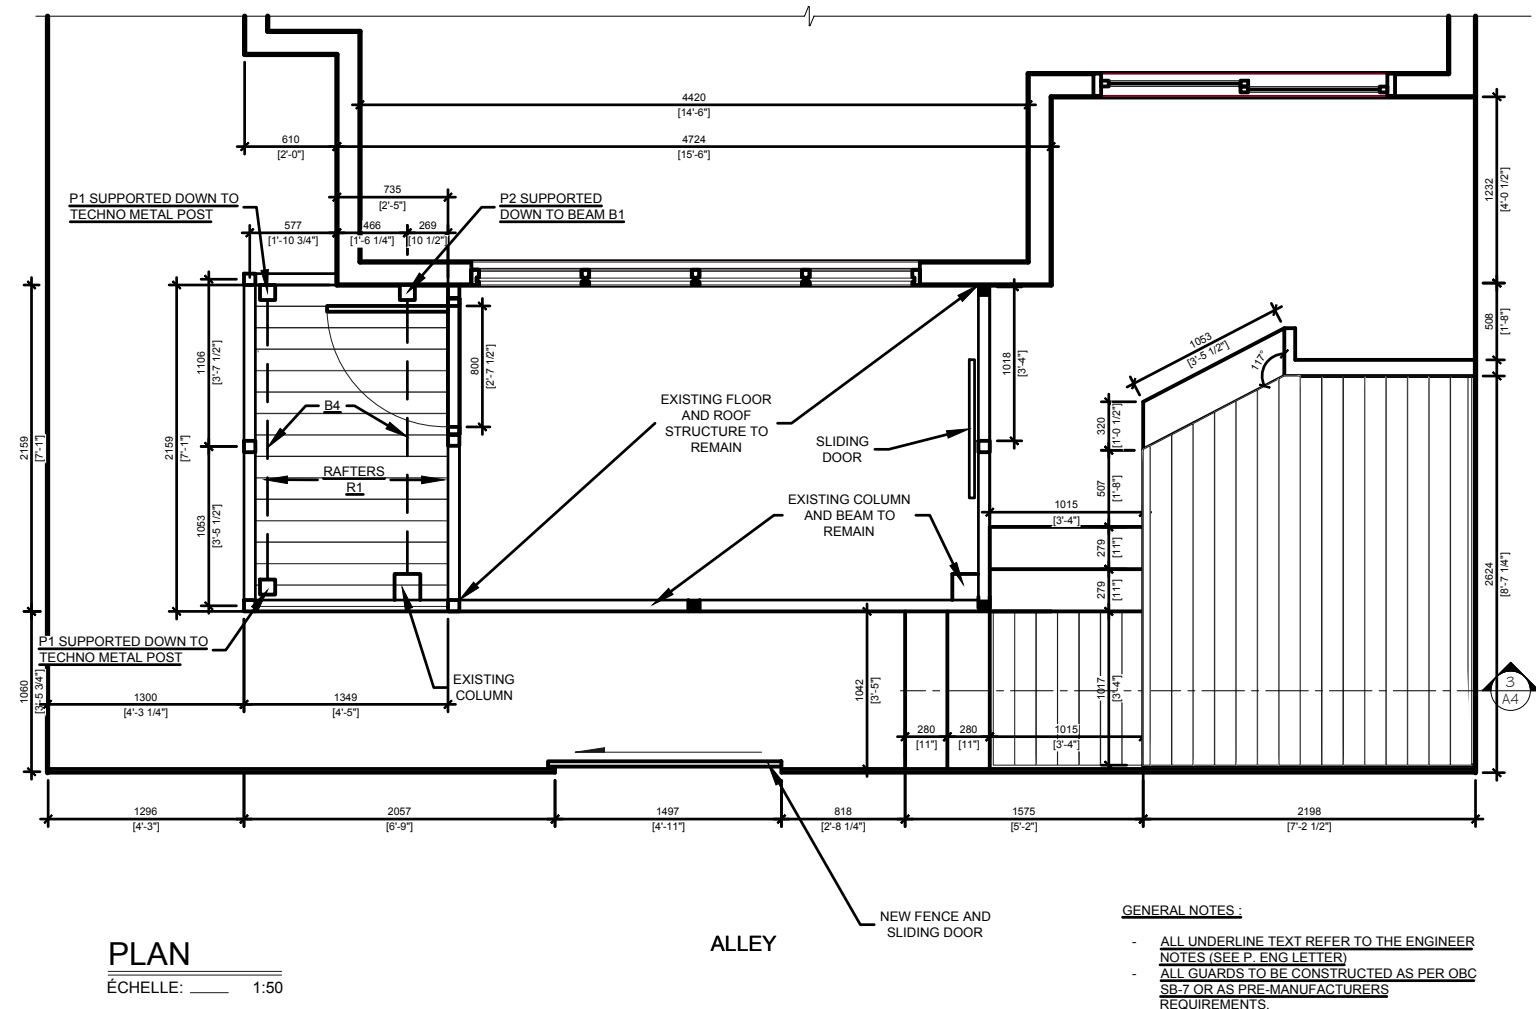 4420
[14'-6"]
610
[2'-0"]
4724
[15'-6"]
735
[2'-5"]
P1 SUPPORTED DOWN TO
TECHNO METAL POST
P2 SUPPORTED
DOWN TO BEAM B1
577
[1'-10 3/4"]
466
[1'-6 1/4"]
269
[10 1/2"]
1232
[4'-0 1/2"]
508
[1'-8"]
1053
[3'-5 1/2"]
117°
2159
[7'-1"]
2159
[7'-1"]
1106
[3'-7 1/2"]
800
[2'-7 1/2"]
1018
[3'-4"]
B4
EXISTING FLOOR
AND ROOF
STRUCTURE TO
REMAIN
SLIDING
DOOR
320
[1'-0 1/2"]
RAFTERS
R1
EXISTING COLUMN
AND BEAM TO
REMAIN
507
[1'-8"]
1015
[3'-4"]
1053
[3'-5 1/2"]
279
[11"]
279
[11"]
2624
[8'-7 1/4"]
P1 SUPPORTED DOWN TO
TECHNO METAL POST
EXISTING
COLUMN
1060
[3'-5 3/4"]
1300
[4'-3 1/4"]
1349
[4'-5"]
1042
[3'-5"]
1017
[3'-4"]
3
A4
280
[11"]
280
[11"]
1015
[3'-4"]
1296
[4'-3"]
2057
[6'-9"]
1497
[4'-11"]
818
[2'-8 1/4"]
1575
[5'-2"]
2198
[7'-2 1/2"]
NEW FENCE AND
SLIDING DOOR
ALLEY
PLAN
ÉCHELLE: 1:50
GENERAL NOTES :
- ALL UNDERLINE TEXT REFER TO THE ENGINEER
NOTES (SEE P. ENG LETTER)
- ALL GUARDS TO BE CONSTRUCTED AS PER OBC
SB-7 OR AS PRE-MANUFACTURERS
REQUIREMENTS.